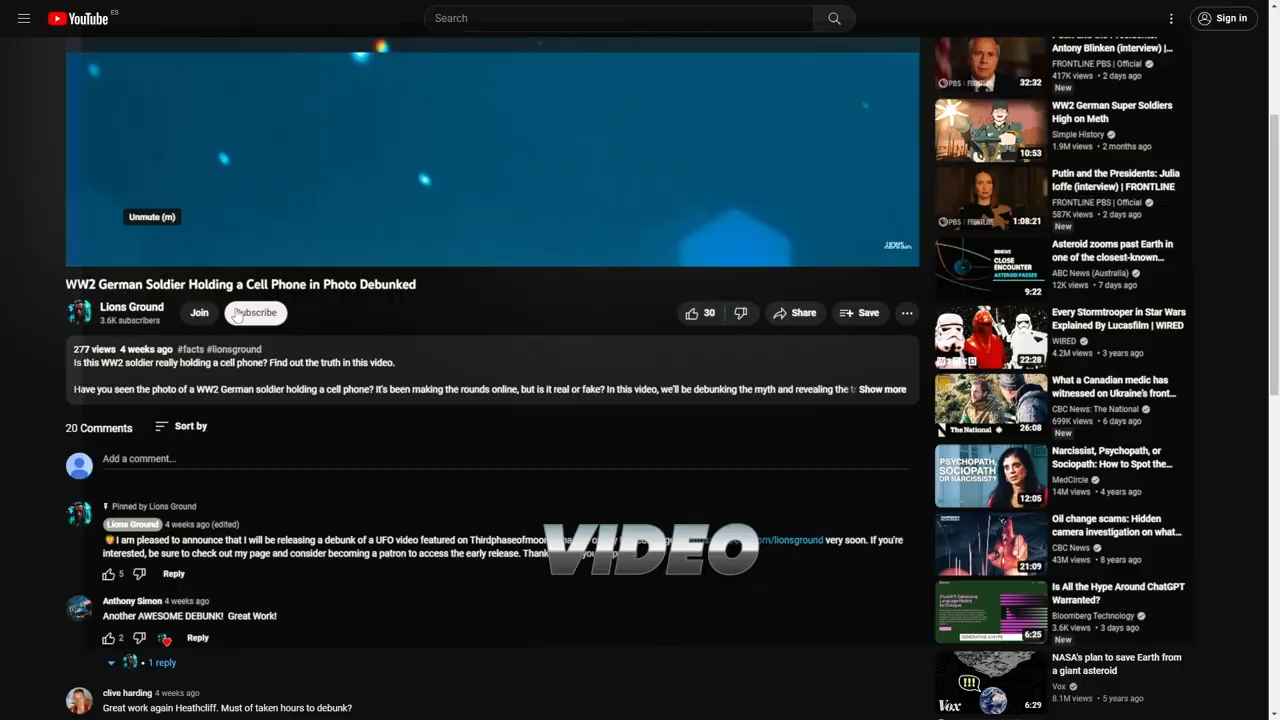 YouTube ES
Search
Sign in
Unmute (m)
WW2 German Soldier Holding a Cell Phone Photo Debunked
Lions Ground
3.6K subscribers
Join
Subscribe
30
Share
Save
277 views 4 weeks ago #facts #lionsground
Is this WW2 soldier really holding a cell phone? Find out the truth in this video.
Have you seen the photo of a WW2 German soldier holding a cell phone? It's been making the rounds online, but is it real or fake? In this video, we'll be debunking the myth and revealing the Show more
20 Comments
Sort by
Add a comment...
Pinned by Lions Ground
Lions Ground 4 weeks ago (edited)
I am pleased to announce that I will be releasing a debunk of a UFO video featured on Thirdphaseofmoon om/lionsground very soon. If you're
interested, be sure to check out my page and consider becoming a patron to access the early release.
VIDEO
5
Reply
Anthony Simon 4 weeks ago
Another AWESOME DEBUNK! Great job!
2
Reply
1 reply
clive harding 4 weeks ago
Great work again Heathcliff. Must of taken hours to debunk?
Antony Blinken (interview) |...
FRONTLINE PBS | Official
417K views • 2 days ago
New
PBS
32:32
WW2 German Super Soldiers
High on Meth
Simple History
1.9M views • 2 months ago
10:53
Putin and the Presidents: Julia
Ioffe (interview) | FRONTLINE
FRONTLINE PBS | Official
587K views • 2 days ago
New
PBS
1:08:21
Asteroid zooms past Earth in
one of the closest-known...
ABC News (Australia)
12K views • 7 days ago
NEWS
CLOSE
ENCOUNTER
ASTEROID PASSES
9:22
Every Stormtrooper in Star Wars
Explained By Lucasfilm | WIRED
WIRED
4.2M views • 3 years ago
22:28
What a Canadian medic has
witnessed on Ukraine's front...
CBC News: The National
699K views • 6 days ago
New
The National
26:08
Narcissist, Psychopath, or
Sociopath: How to Spot the...
MedCircle
14M views • 4 years ago
PSYCHOPATH,
SOCIOPATH
OR NARCISSIST?
12:05
Oil change scams: Hidden
camera investigation on what...
CBC News
43M views • 8 years ago
21:09
Is All the Hype Around ChatGPT
Warranted?
Bloomberg Technology
3.6K views • 3 days ago
New
6:25
NASA's plan to save Earth from
a giant asteroid
Vox
8.1M views • 5 years ago
!!!
Vox
6:29